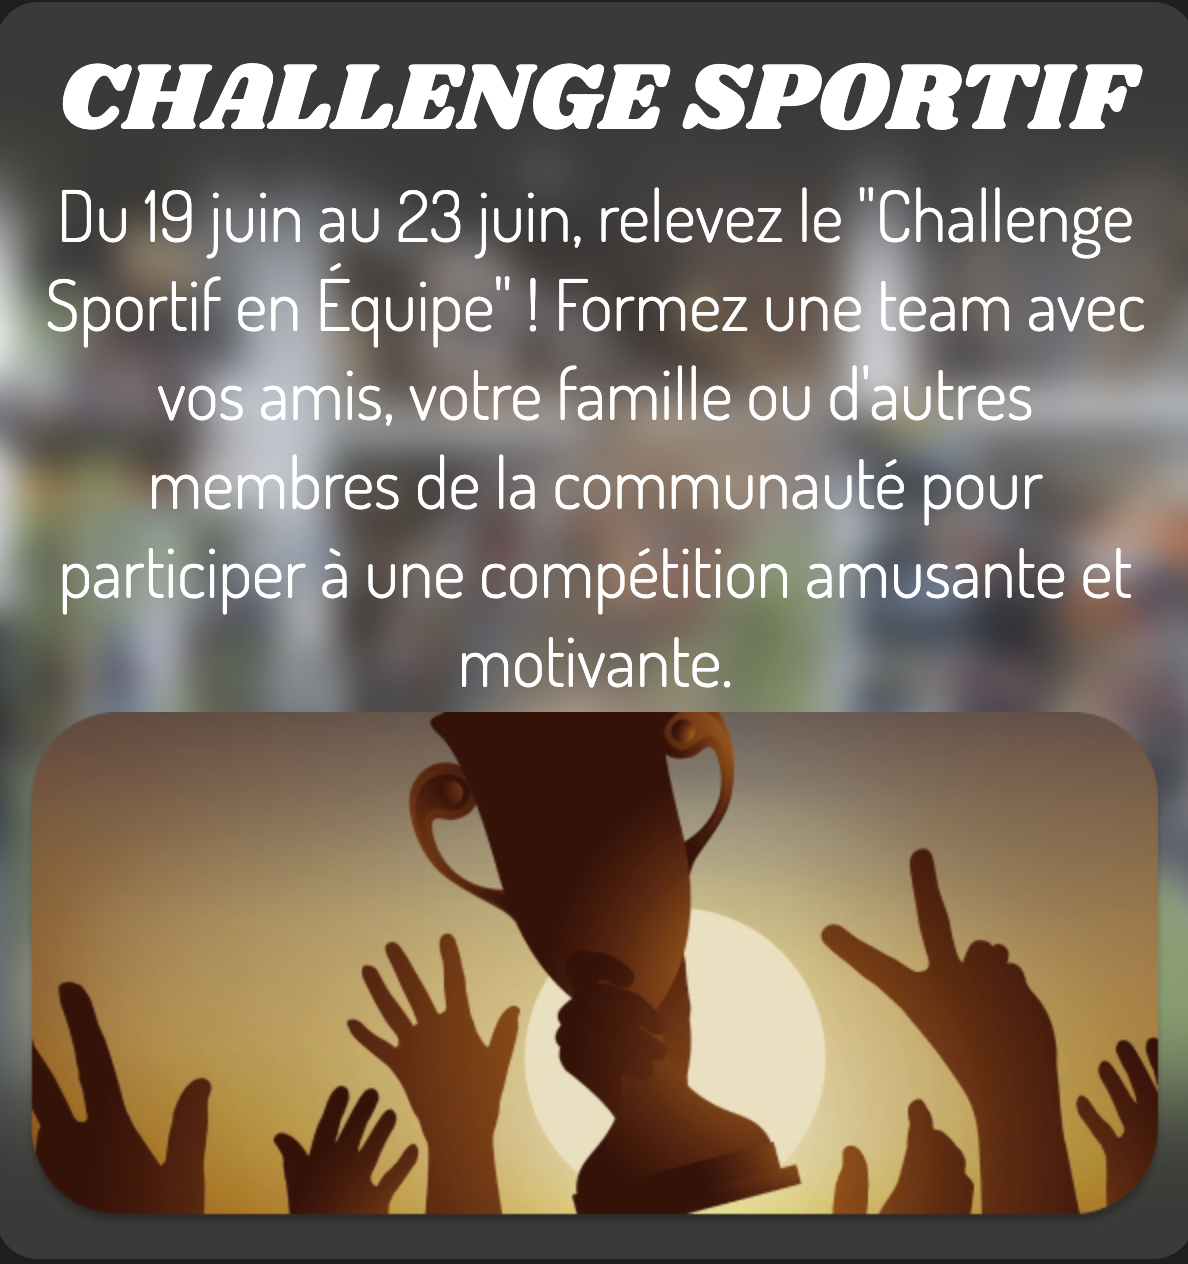 CHALLENGE SPORTIF
Du 19 juin au 23 juin, relevez le "Challenge
Sportif en Équipe" ! Formez une team avec
vos amis, votre famille ou d'autres
membres de la communauté pour
participer à une compétition amusante et
motivante.